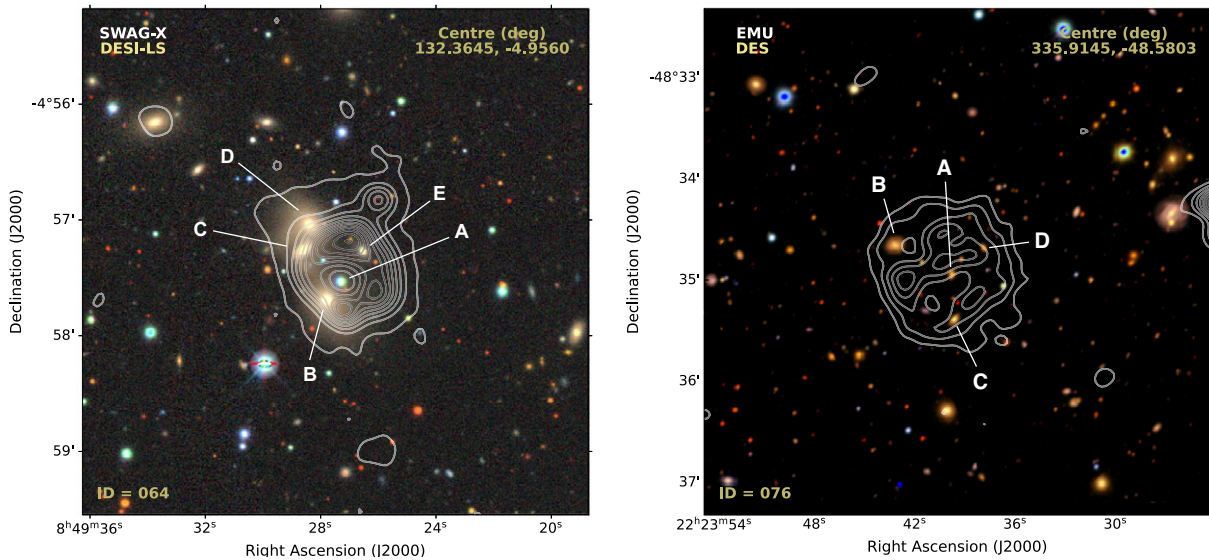 SWAG-X
DESI-LS
Centre (deg)
132.3645, -4.9560
D
E
C
A
B
ID = 064
-4°56'
57'
58'
59'
Declination (J2000)
8ʰ49ᵐ36ˢ
32ˢ
28ˢ
24ˢ
20ˢ
Right Ascension (J2000)
EMU
DES
Centre (deg)
335.9145, -48.5803
A
B
D
C
ID = 076
-48°33'
34'
35'
36'
37'
Declination (J2000)
22ʰ23ᵐ54ˢ
48ˢ
42ˢ
36ˢ
30ˢ
Right Ascension (J2000)